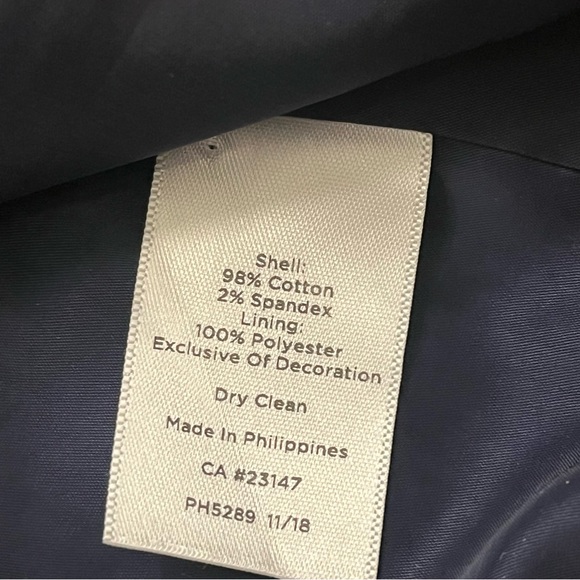 Shell:
98% Cotton
2% Spandex
Lining:
100% Polyester
Exclusive Of Decoration
Dry Clean
Made In Philippines
CA #23147
PH5289 11/18